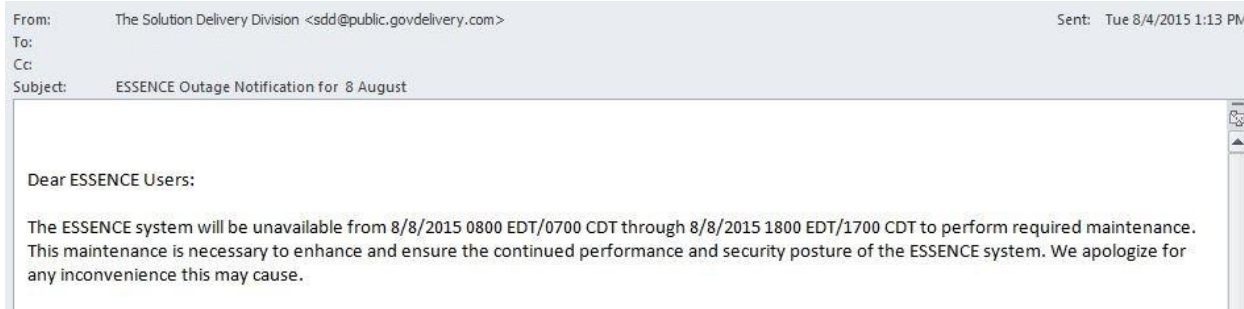 From: The Solution Delivery Division <sdd@public.govdelivery.com> Sent: Tue 8/4/2015 1:13 PM
To:
Cc:
Subject: ESSENCE Outage Notification for 8 August
Dear ESSENCE Users:
The ESSENCE system will be unavailable from 8/8/2015 0800 EDT/0700 CDT through 8/8/2015 1800 EDT/1700 CDT to perform required maintenance.
This maintenance is necessary to enhance and ensure the continued performance and security posture of the ESSENCE system. We apologize for
any inconvenience this may cause.